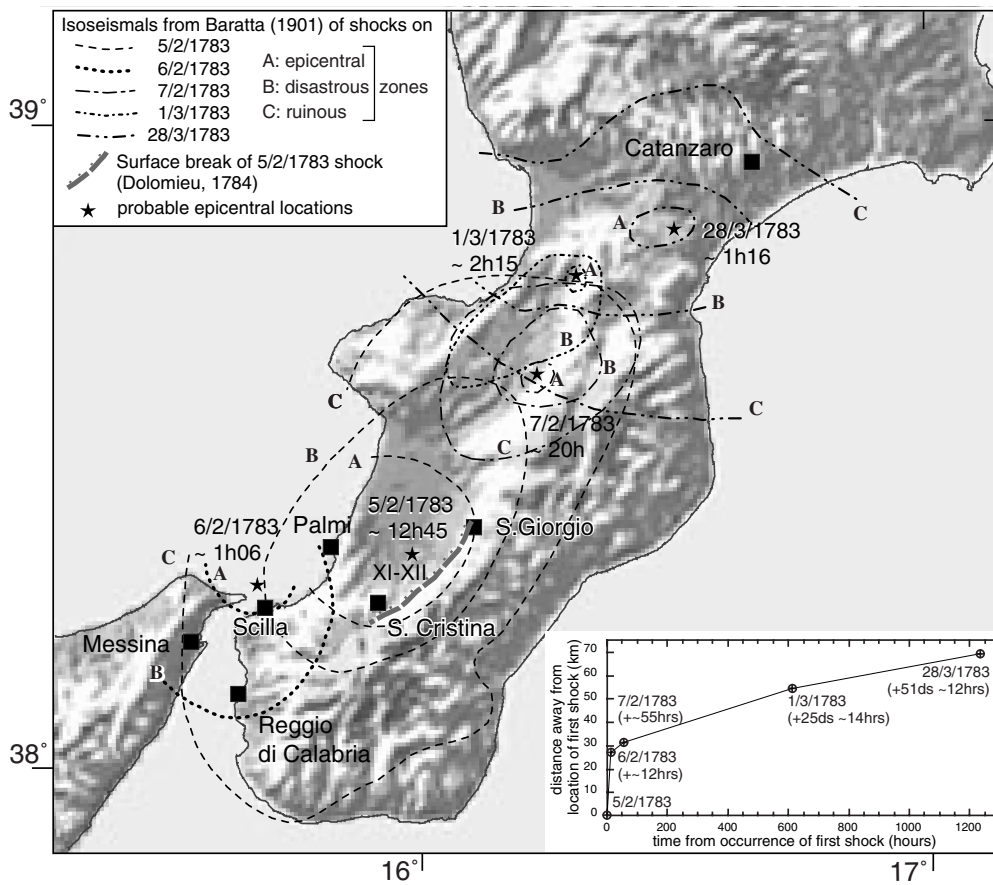 Isoseismals from Baratta (1901) of shocks on
5/2/1783
6/2/1783
7/2/1783
1/3/1783
28/3/1783
A: epicentral
B: disastrous
C: ruinous
zones
Surface break of 5/2/1783 shock
(Dolomieu, 1784)
probable epicentral locations
39°
38°
16°
17°
Catanzaro
C
B
A
28/3/1783
~ 1h16
1/3/1783
~ 2h15
A
B
B
B
A
C
C
C
7/2/1783
~ 20h
B
A
5/2/1783
~ 12h45
XI-XII
S.Giorgio
Palmi
6/2/1783
~ 1h06
C
A
Scilla
S. Cristina
Messina
B
Reggio
di Calabria
distance away from
location of first shock (km)
70
60
50
40
30
20
10
0
0
200
400
600
800
1000
1200
time from occurrence of first shock (hours)
5/2/1783
6/2/1783
(+~12hrs)
7/2/1783
(+~55hrs)
1/3/1783
(+25ds ~14hrs)
28/3/1783
(+51ds ~12hrs)